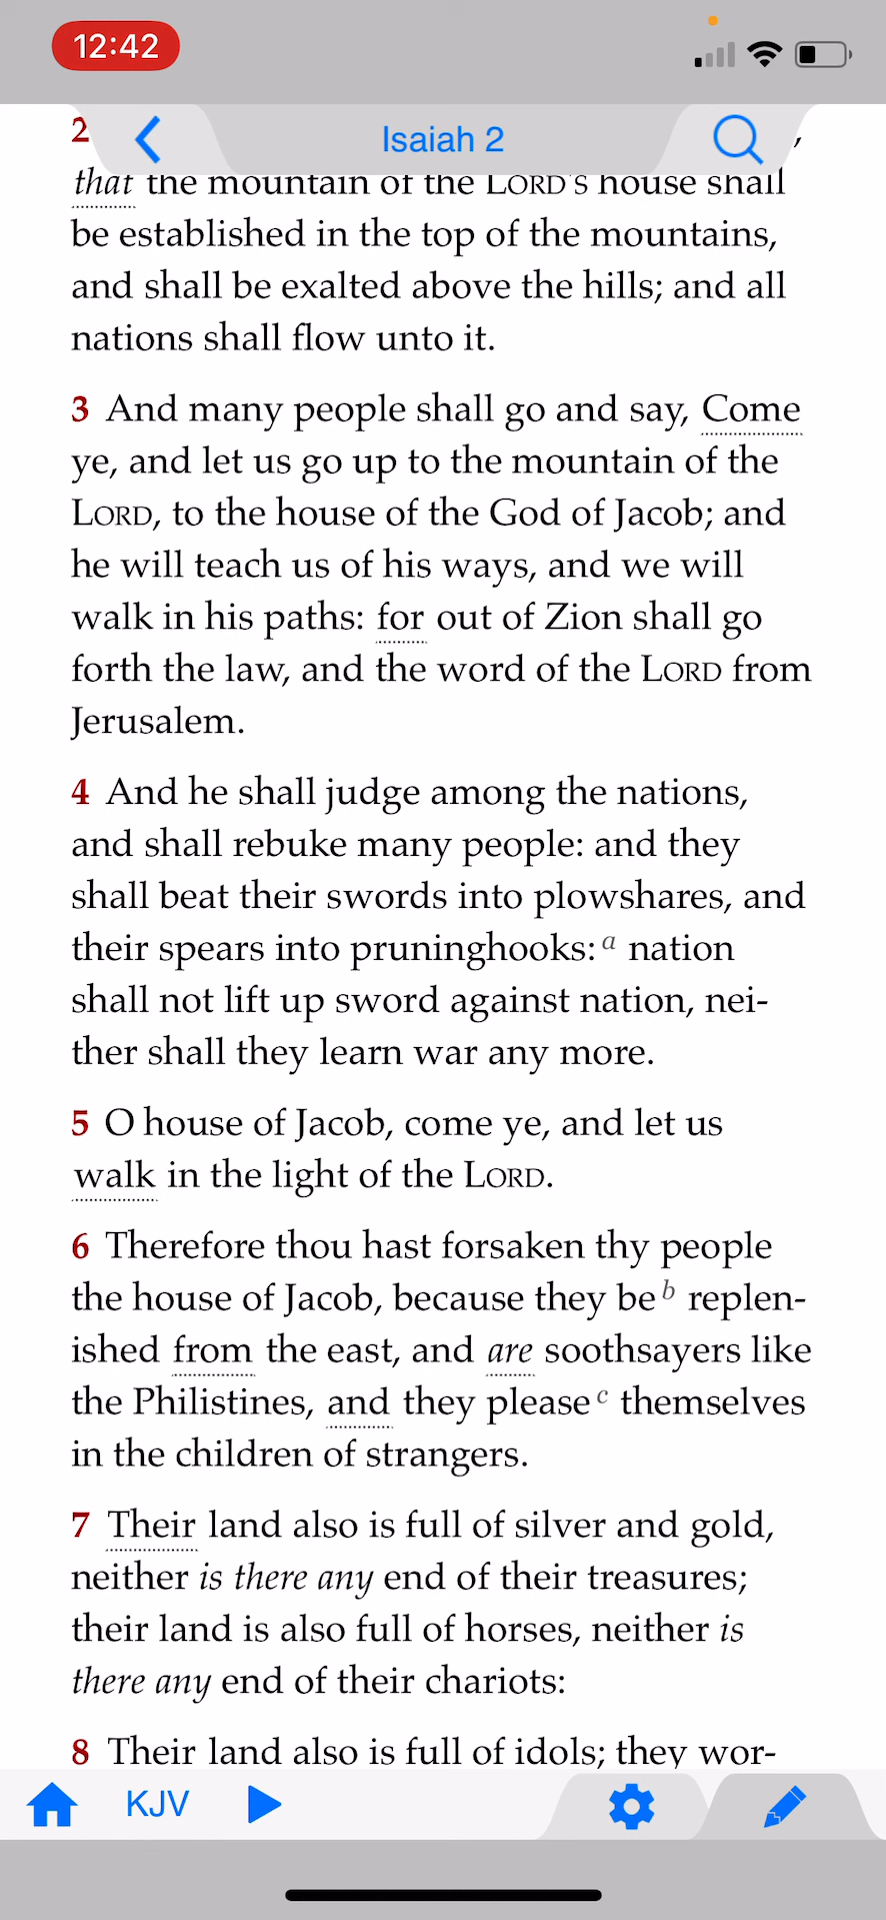 12:42
Isaiah 2
2
,
that the mountain of the LORD'S house shall
be established in the top of the mountains,
and shall be exalted above the hills; and all
nations shall flow unto it.
3 And many people shall go and say, Come
ye, and let us go up to the mountain of the
LORD, to the house of the God of Jacob; and
he will teach us of his ways, and we will
walk in his paths: for out of Zion shall go
forth the law, and the word of the LORD from
Jerusalem.
4 And he shall judge among the nations,
and shall rebuke many people: and they
shall beat their swords into plowshares, and
their spears into pruninghooks: a nation
shall not lift up sword against nation, nei-
ther shall they learn war any more.
5 O house of Jacob, come ye, and let us
walk in the light of the LORD.
6 Therefore thou hast forsaken thy people
the house of Jacob, because they be b replen-
ished from the east, and are soothsayers like
the Philistines, and they please c themselves
in the children of strangers.
7 Their land also is full of silver and gold,
neither is there any end of their treasures;
their land is also full of horses, neither is
there any end of their chariots:
8 Their land also is full of idols; they wor-
KJV